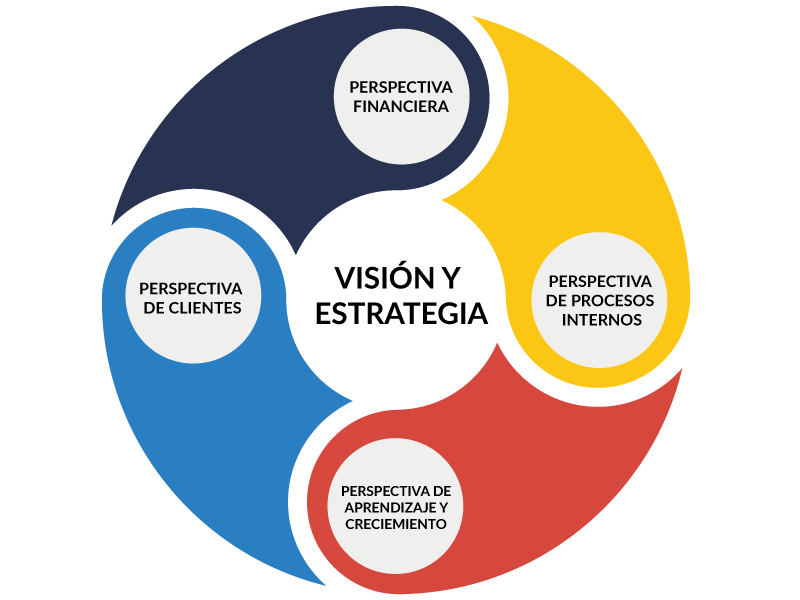 PERSPECTIVA
FINANCIERA
PERSPECTIVA
DE CLIENTES
VISIÓN Y
ESTRATEGIA
PERSPECTIVA
DE PROCESOS
INTERNOS
PERSPECTIVA DE
APRENDIZAJE Y
CRECIEMIENTO